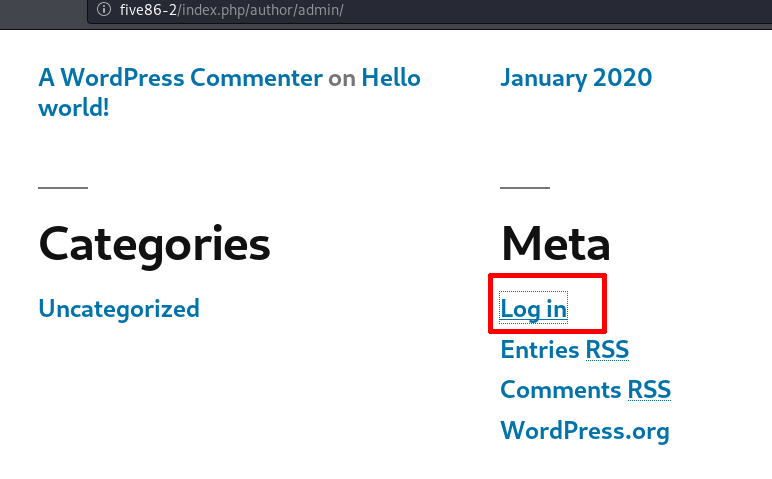 five86-2/index.php/author/admin/
A WordPress Commenter on Hello
world!
January 2020
Categories
Uncategorized
Meta
Log in
Entries RSS
Comments RSS
WordPress.org